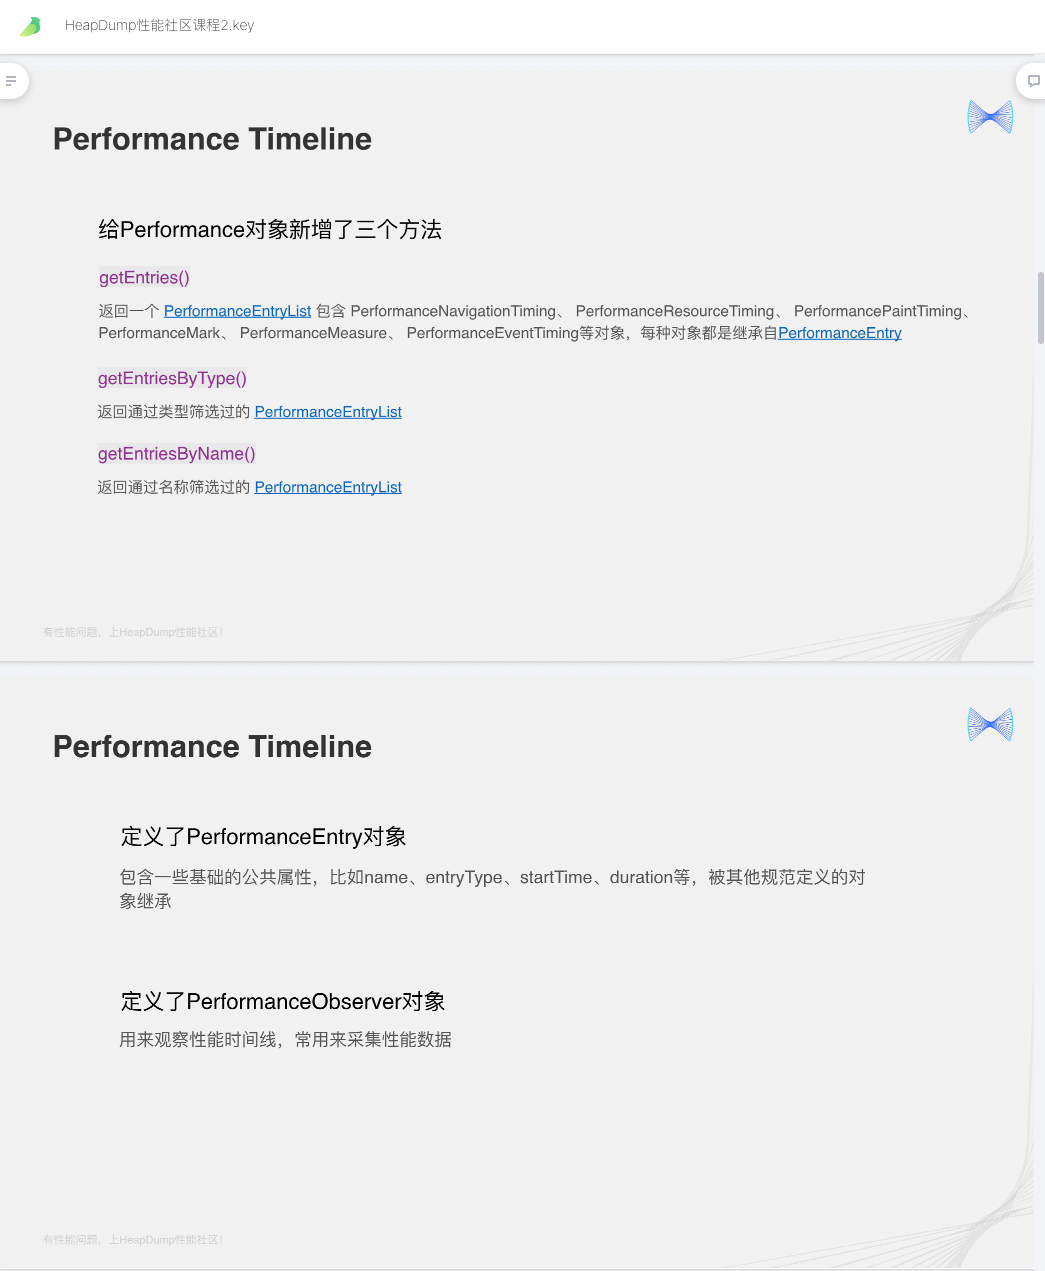 HeapDump性能社区课程2.key
Performance Timeline
给Performance对象新增了三个方法
getEntries()
返回一个 PerformanceEntryList 包含 PerformanceNavigationTiming、 PerformanceResourceTiming、 PerformancePaintTiming、
PerformanceMark、 PerformanceMeasure、 PerformanceEventTiming等对象，每种对象都是继承自PerformanceEntry
getEntriesByType()
返回通过类型筛选过的 PerformanceEntryList
getEntriesByName()
返回通过名称筛选过的 PerformanceEntryList
有性能问题，上HeapDump性能社区！
Performance Timeline
定义了PerformanceEntry对象
包含一些基础的公共属性，比如name、entryType、startTime、duration等，被其他规范定义的对
象继承
定义了PerformanceObserver对象
用来观察性能时间线，常用来采集性能数据
有性能问题，上HeapDump性能社区！